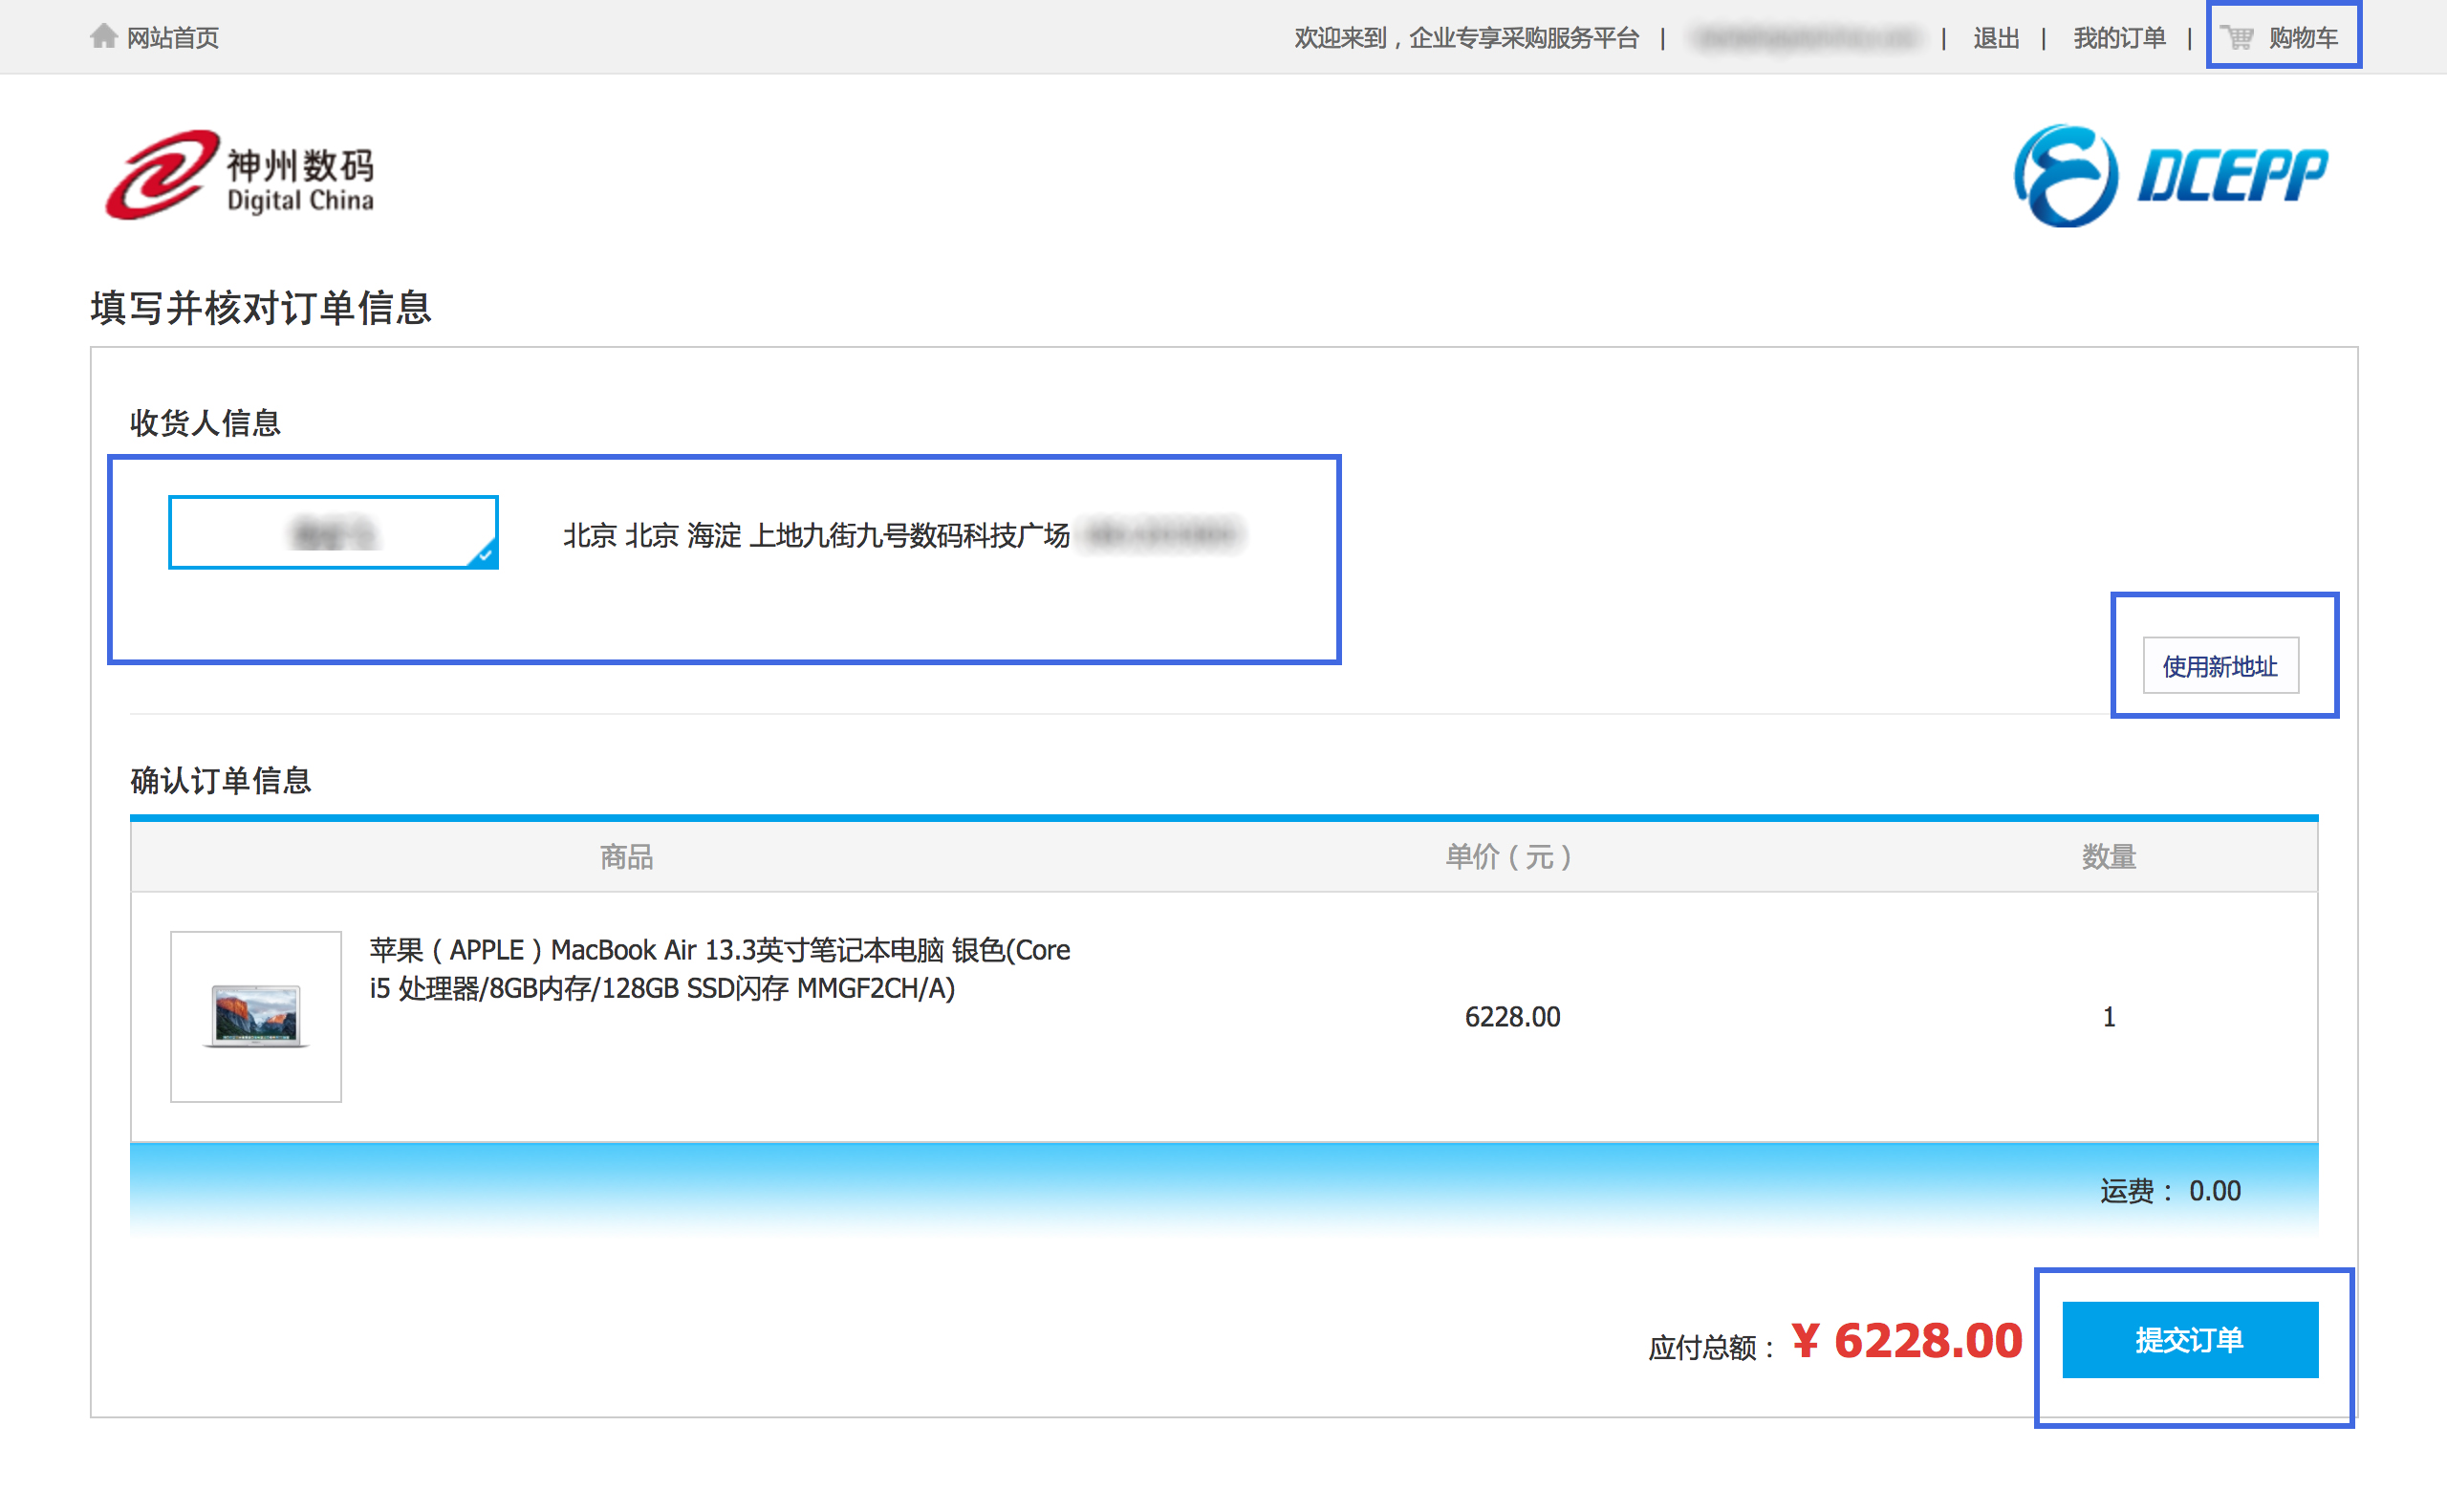 网站首页
欢迎来到，企业专享采购服务平台 | | 退出 | 我的订单 | 购物车
神州数码
Digital China
DCEPP
填写并核对订单信息
收货人信息
北京 北京 海淀 上地九街九号数码科技广场
使用新地址
确认订单信息
商品 单价（元） 数量
苹果（APPLE）MacBook Air 13.3英寸笔记本电脑 银色(Core
i5 处理器/8GB内存/128GB SSD闪存 MMGF2CH/A)
6228.00 1
运费： 0.00
应付总额： ¥ 6228.00 提交订单